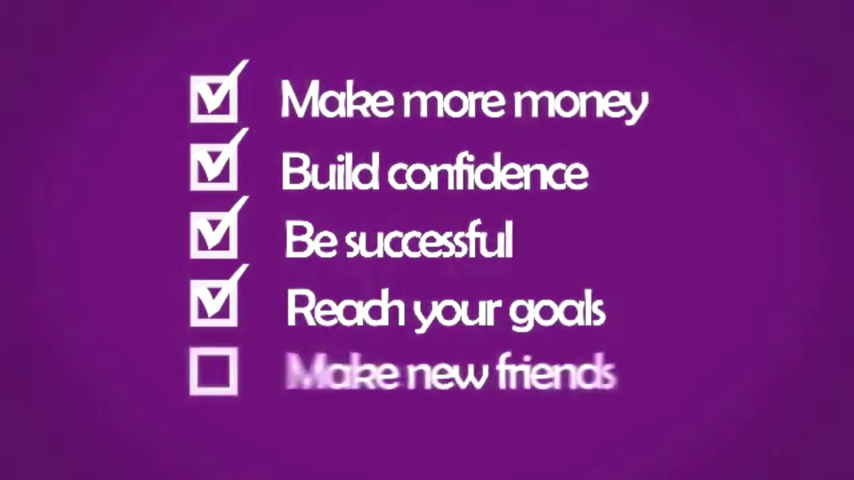 Make more money
Build confidence
Be successful
Reach your goals
Make new friends